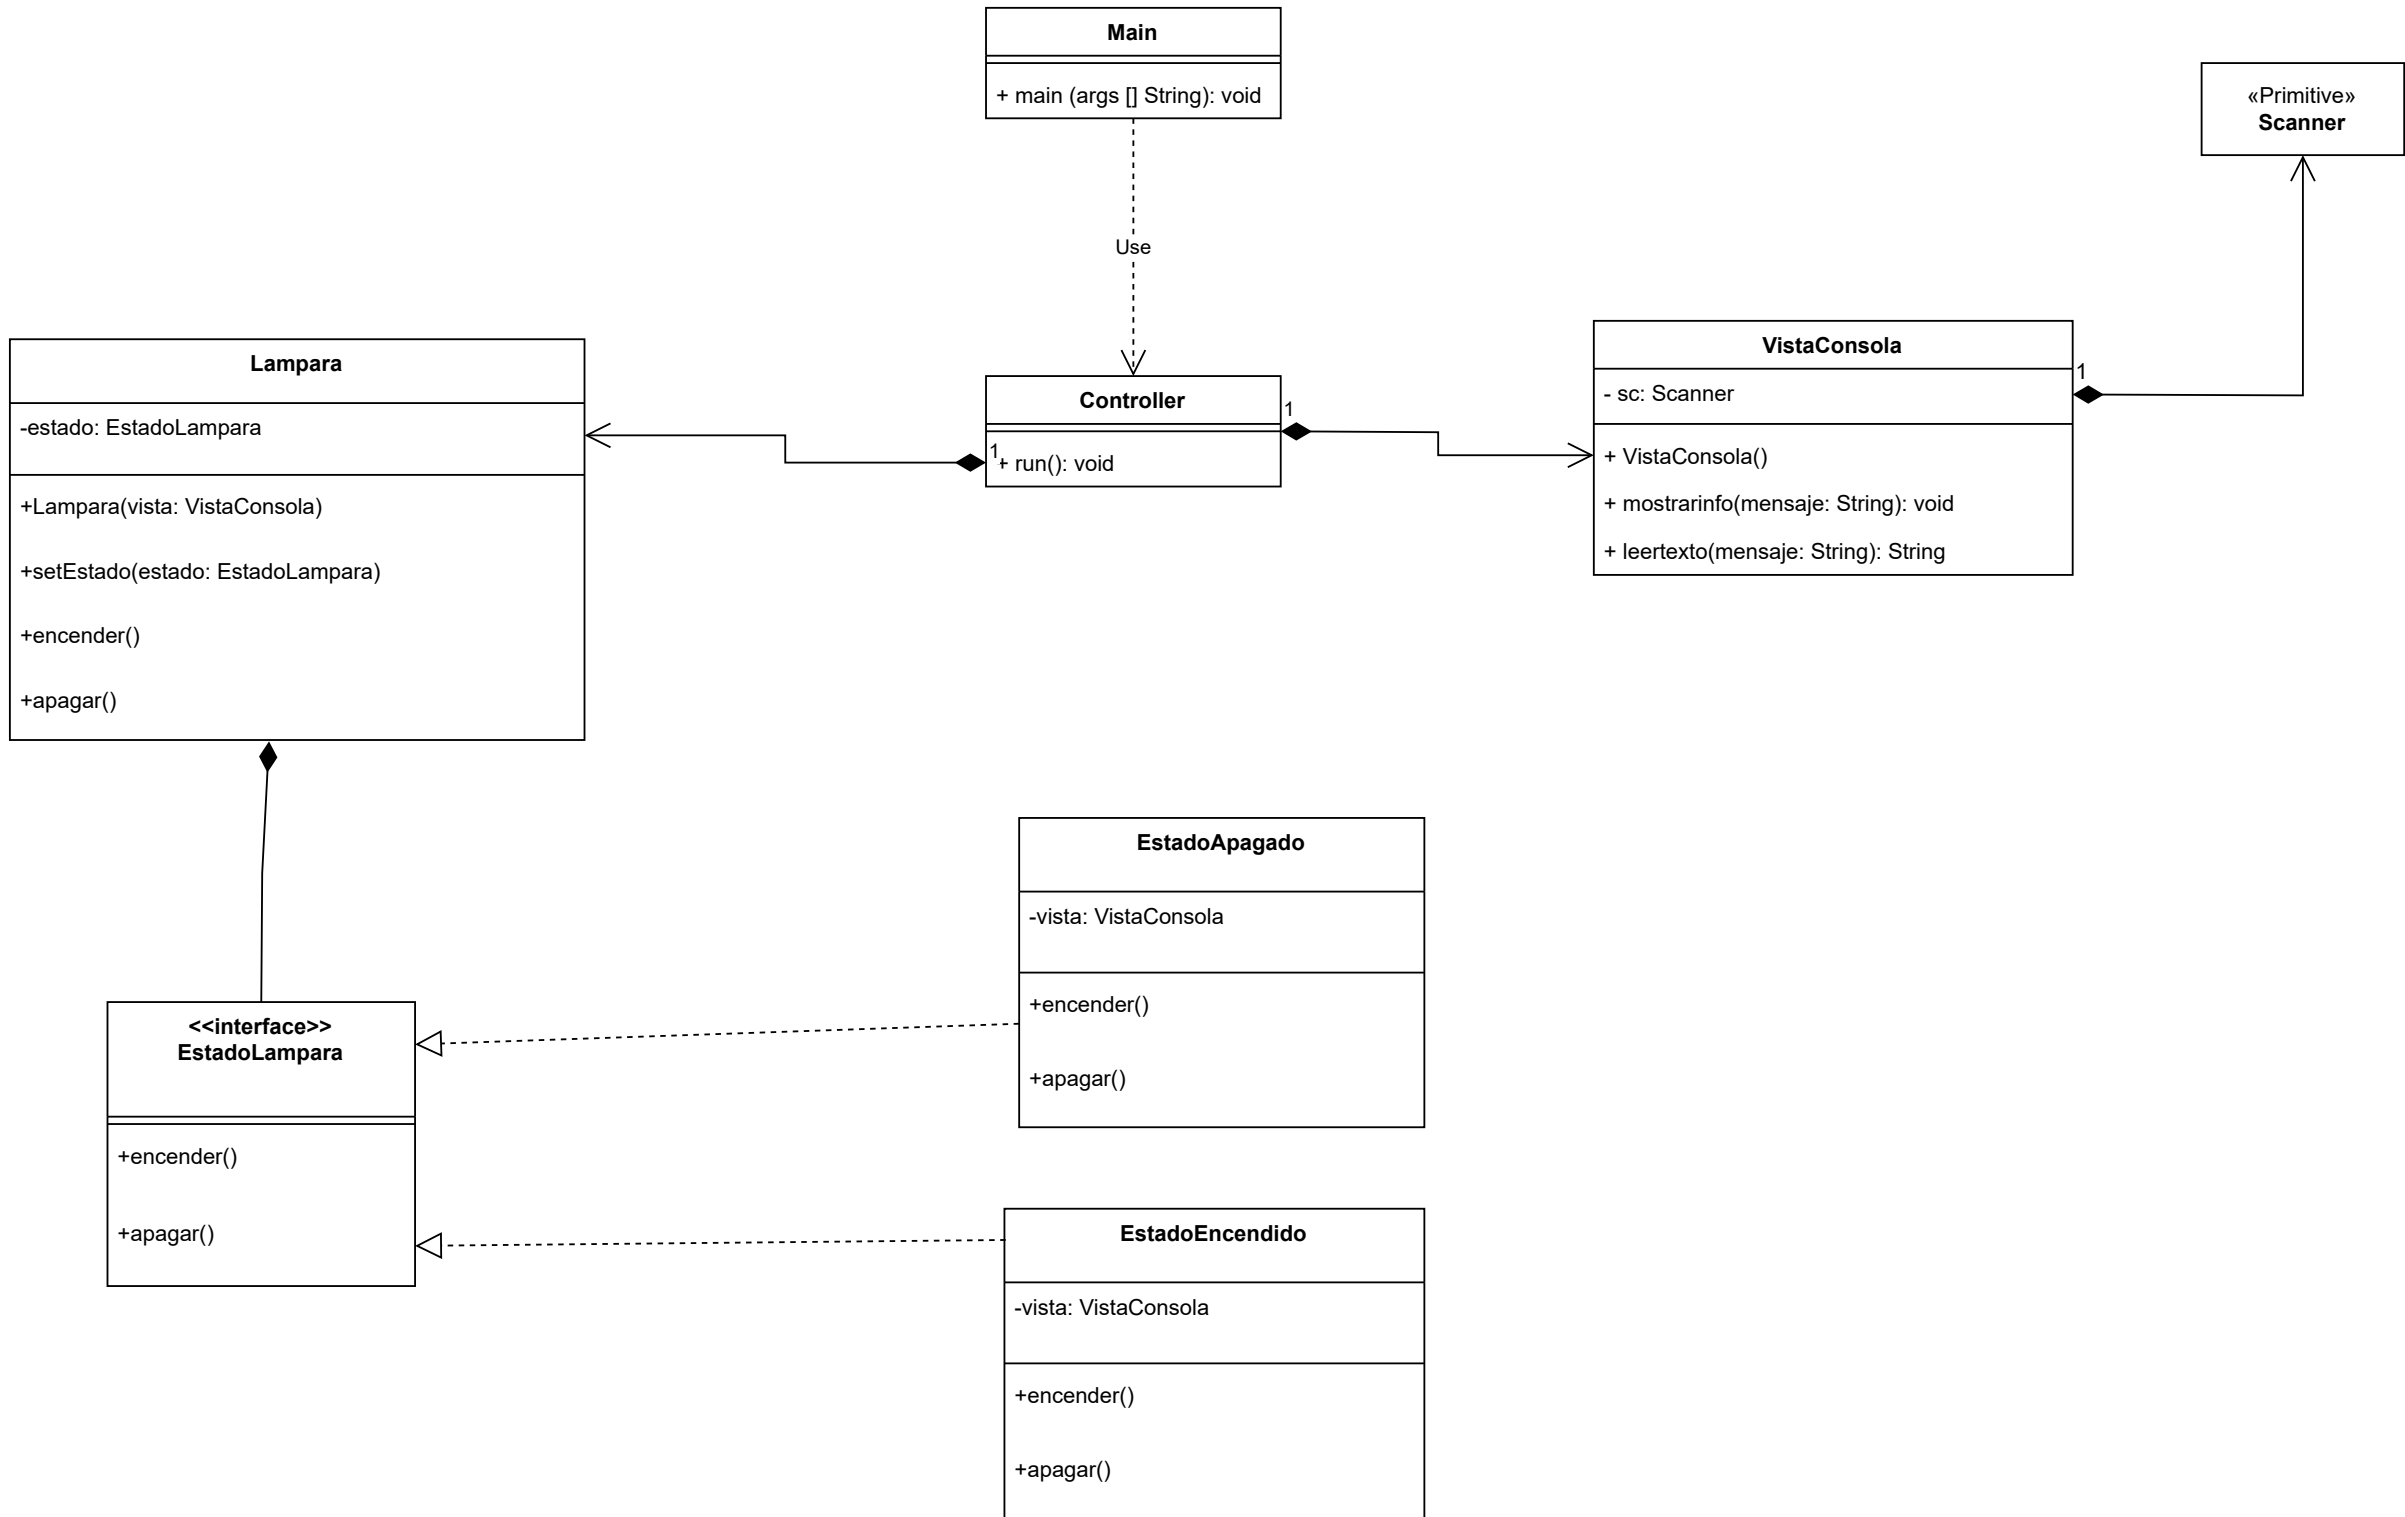 Main
+ main (args [] String): void
«Primitive»
Scanner
Use
Lampara
-estado: EstadoLampara
+Lampara(vista: VistaConsola)
+setEstado(estado: EstadoLampara)
+encender()
+apagar()
1
Controller
+ run(): void
1
VistaConsola
- sc: Scanner
+ VistaConsola()
+ mostrarinfo(mensaje: String): void
+ leertexto(mensaje: String): String
1
EstadoApagado
-vista: VistaConsola
+encender()
+apagar()
<<interface>>
EstadoLampara
+encender()
+apagar()
EstadoEncendido
-vista: VistaConsola
+encender()
+apagar()